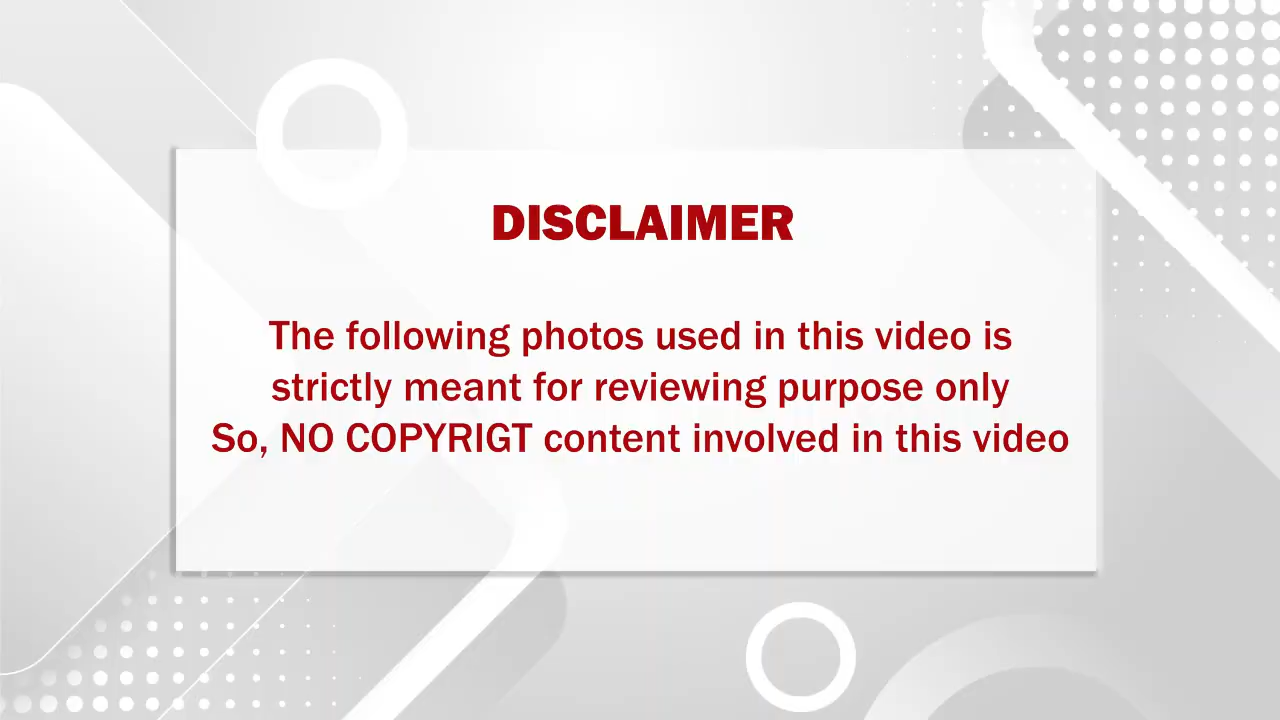 DISCLAIMER
The following photos used in this video is
strictly meant for reviewing purpose only
So, NO COPYRIGT content involved in this video